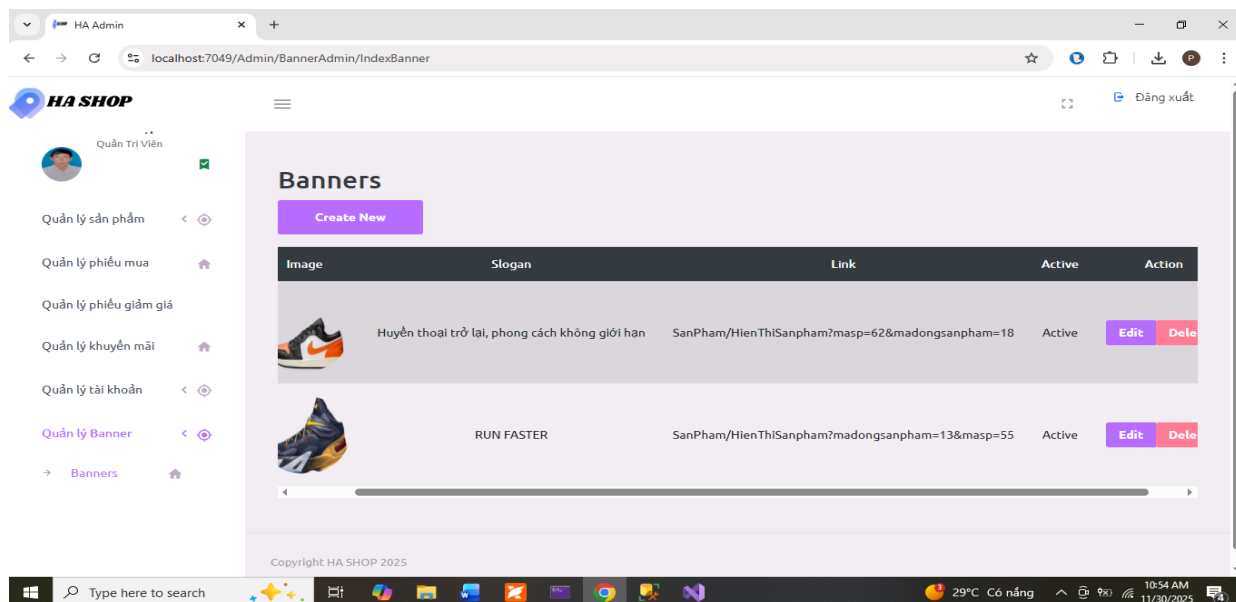 HA Admin
localhost:7049/Admin/BannerAdmin/IndexBanner
P
HA SHOP
Đăng xuất
Quản Trị Viên
Quản lý sản phẩm
Quản lý phiếu mua
Quản lý phiếu giảm giá
Quản lý khuyến mãi
Quản lý tài khoản
Quản lý Banner
Banners
Banners
Create New
Image Slogan Link Active Action
Huyền thoại trở lại, phong cách không giới hạn SanPham/HienThiSanpham?masp=62&madongsanpham=18 Active Edit Dele
RUN FASTER SanPham/HienThiSanpham?madongsanpham=13&masp=55 Active Edit Dele
Copyright HA SHOP 2025
Type here to search
29°C Có nắng
10:54 AM
11/30/2025
4